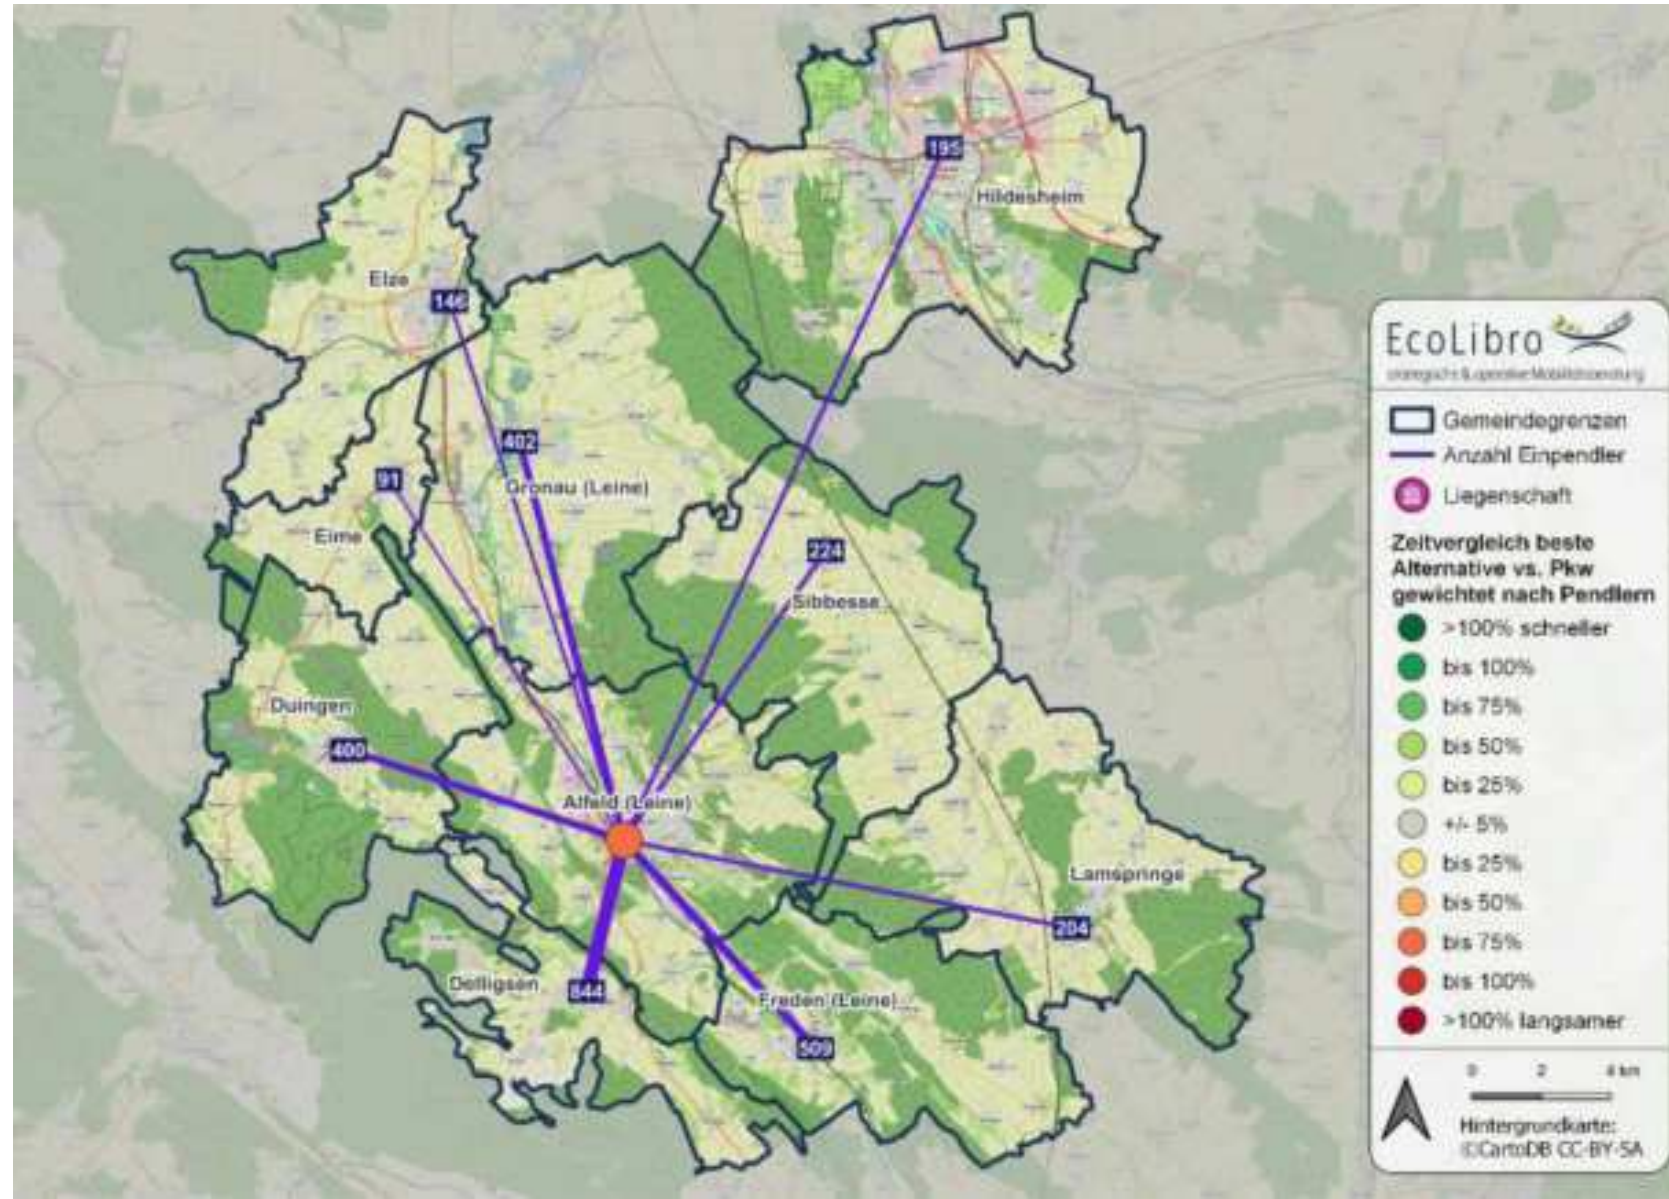 195
Hildesheim
Elze
146
402
91
Gronau (Leine)
Eime
224
Sibbesse
Duingen
400
Alfeld (Leine)
Lamspringe
204
Delligsen
844
Freden (Leine)
509
EcoLibro
Gemeindegrenzen
Anzahl Einpendler
Liegenschaft
Zeitvergleich beste
Alternative vs. Pkw
gewichtet nach Pendlern
>100% schneller
bis 100%
bis 75%
bis 50%
bis 25%
+/- 5%
bis 25%
bis 50%
bis 75%
bis 100%
>100% langsamer
0 2 4 km
Hintergrundkarte:
©CartoDB CC-BY-SA